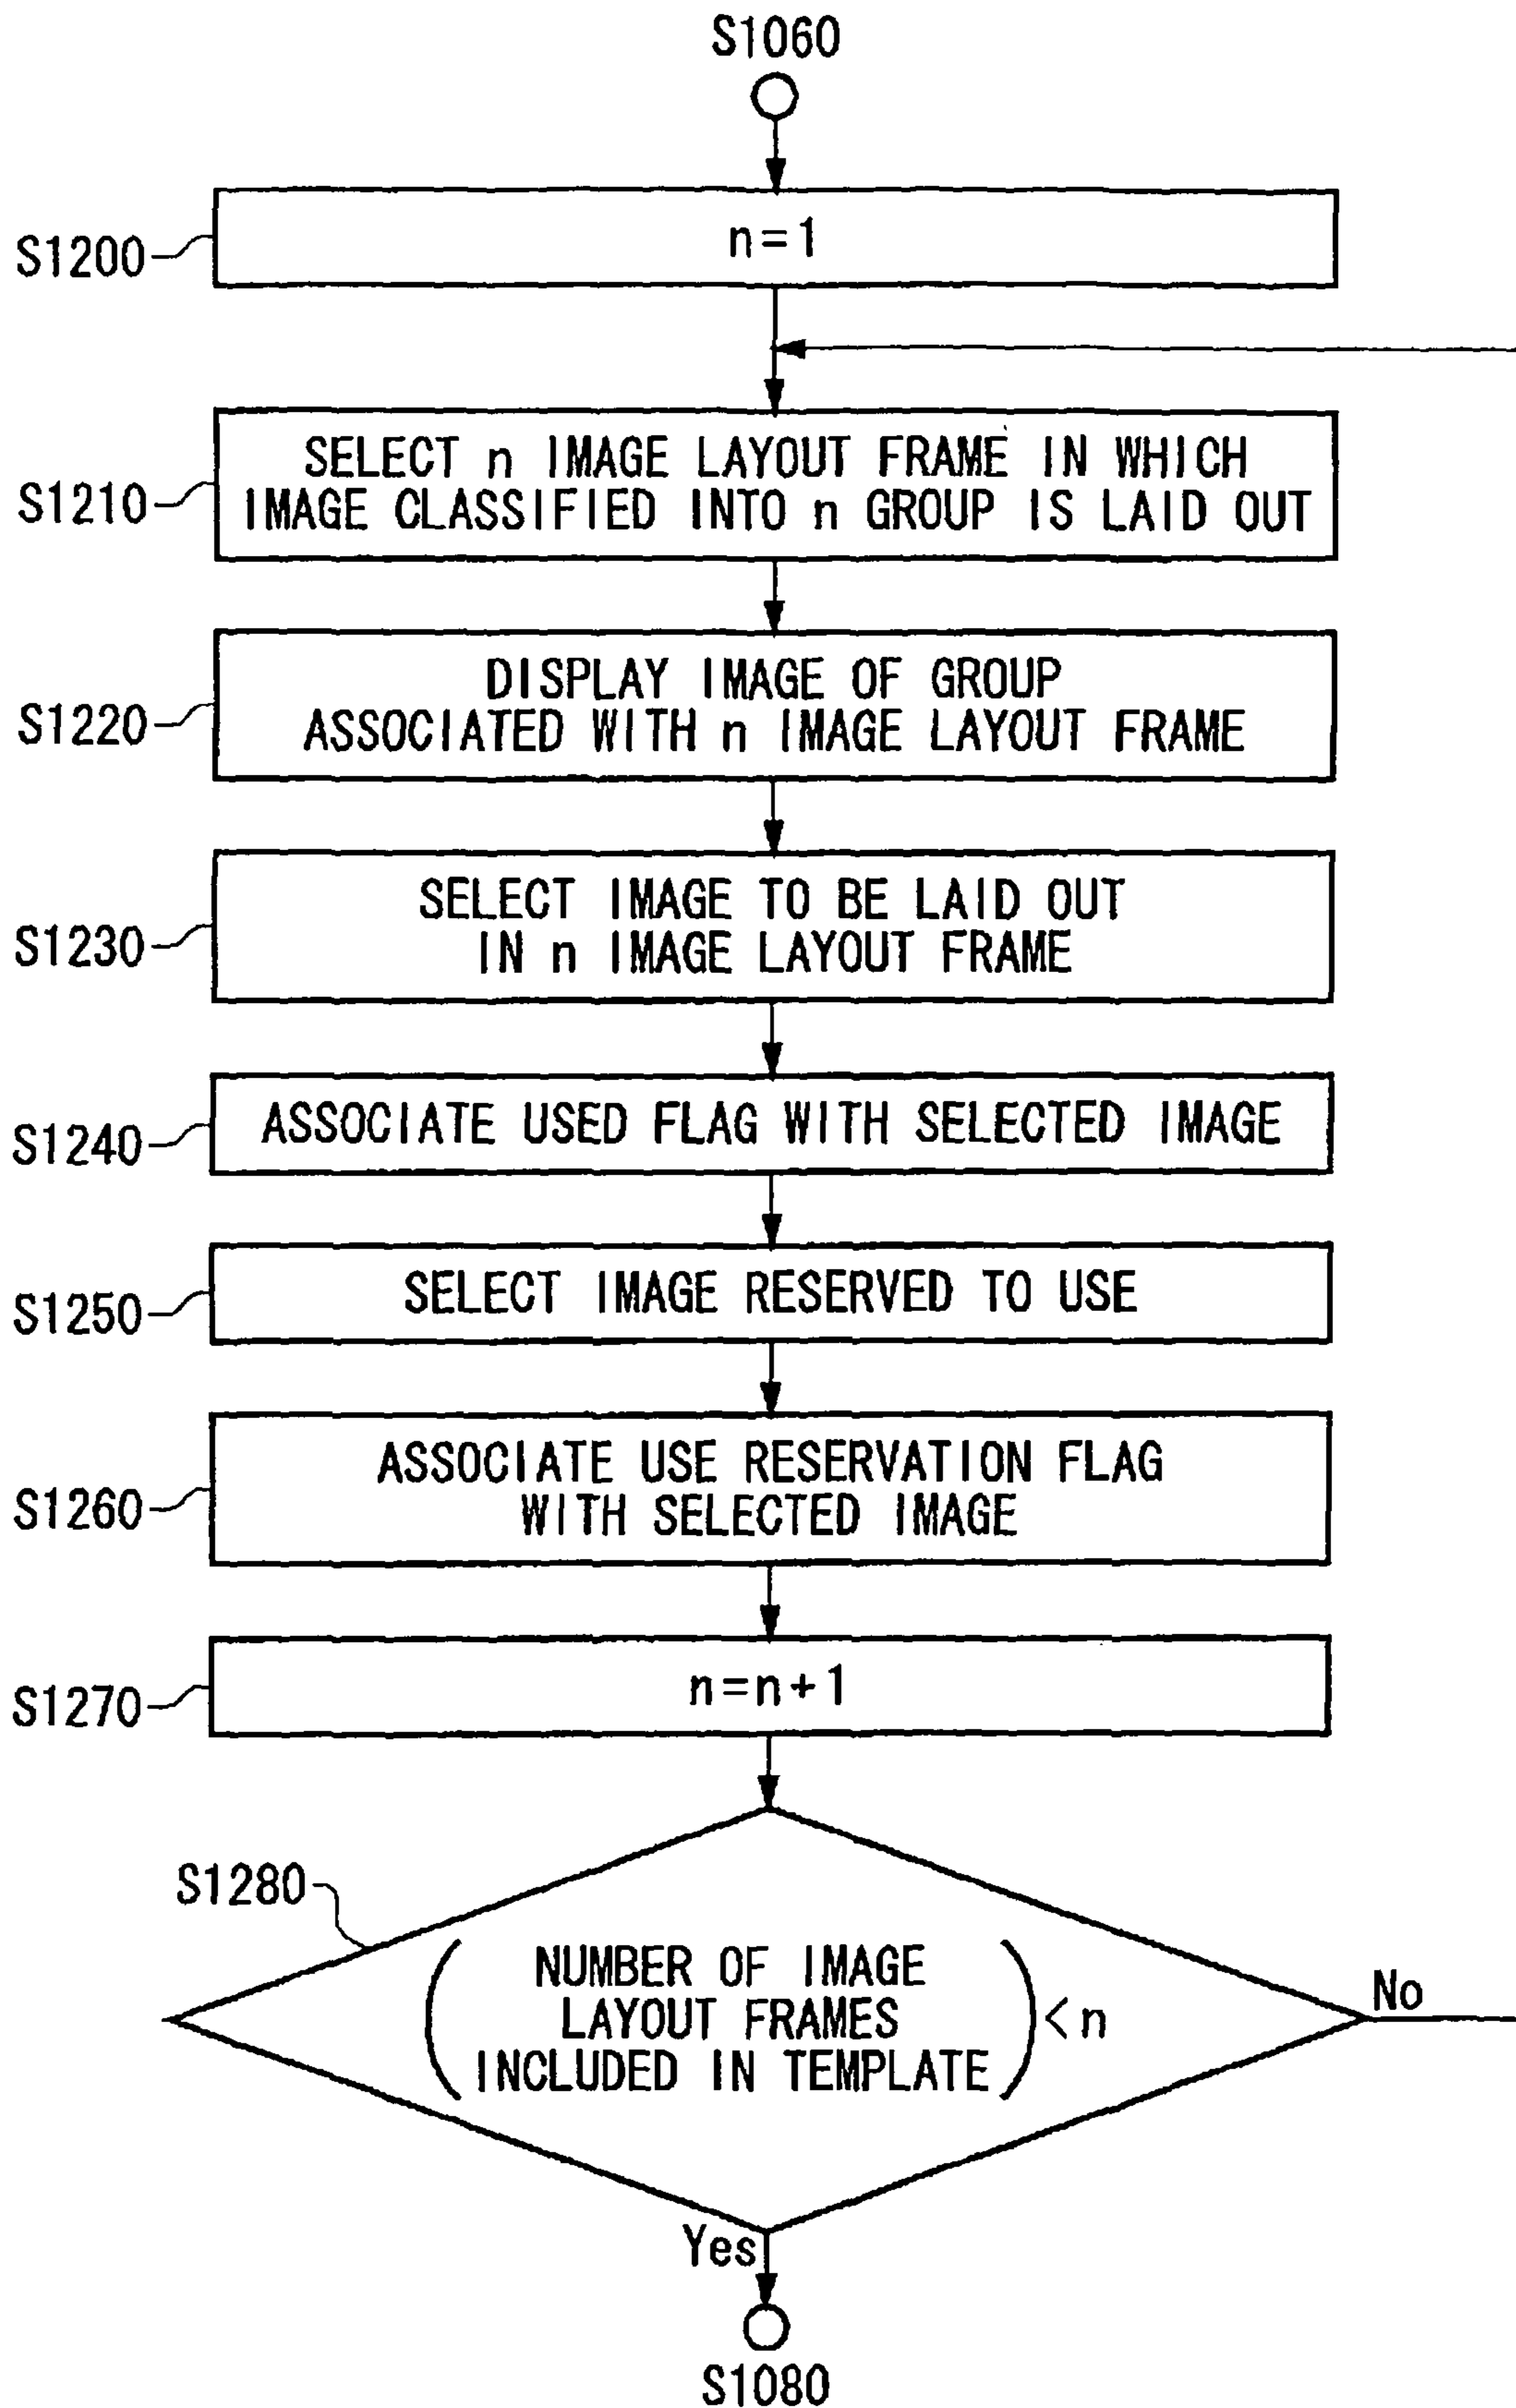 S1060
S1200
n=1
S1210
SELECT n IMAGE LAYOUT FRAME IN WHICH
IMAGE CLASSIFIED INTO n GROUP IS LAID OUT
S1220
DISPLAY IMAGE OF GROUP
ASSOCIATED WITH n IMAGE LAYOUT FRAME
S1230
SELECT IMAGE TO BE LAID OUT
IN n IMAGE LAYOUT FRAME
S1240
ASSOCIATE USED FLAG WITH SELECTED IMAGE
S1250
SELECT IMAGE RESERVED TO USE
S1260
ASSOCIATE USE RESERVATION FLAG
WITH SELECTED IMAGE
S1270
n=n+1
S1280
(NUMBER OF IMAGE
LAYOUT FRAMES
INCLUDED IN TEMPLATE) < n
No
Yes
S1080